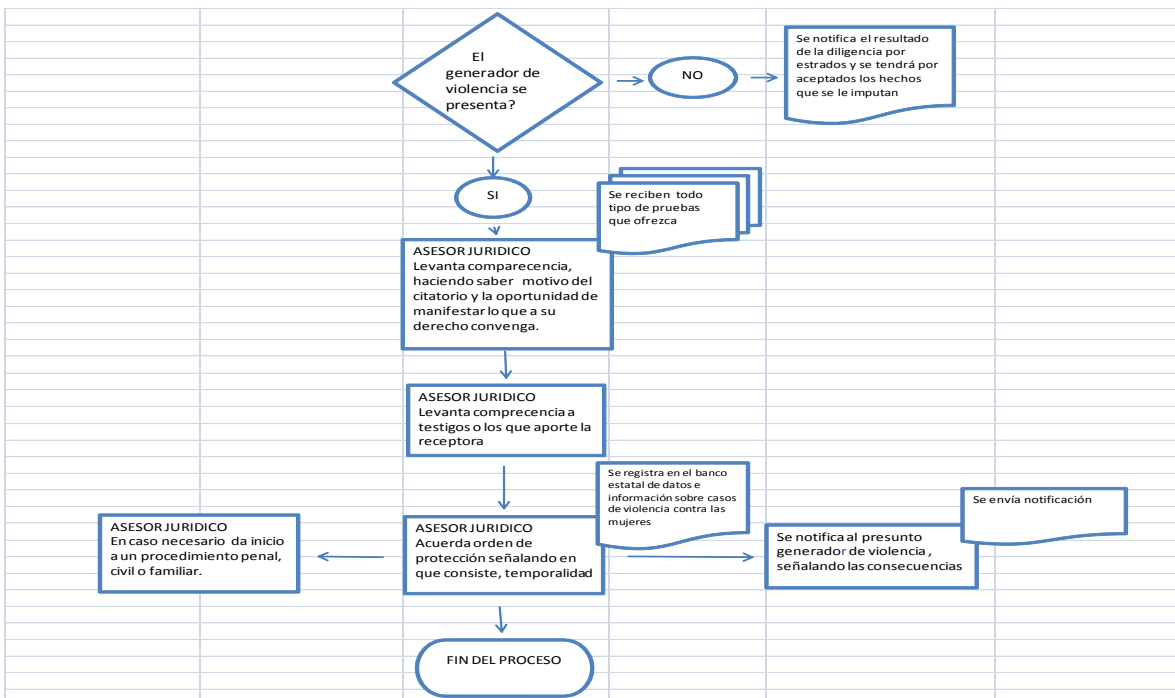 El
generador de
violencia se
presenta?
NO
Se notifica el resultado
de la diligencia por
estrados y se tendrá por
aceptados los hechos
que se le imputan
SI
Se reciben todo
tipo de pruebas
que ofrezca
ASESOR JURIDICO
Levanta comparecencia,
haciendo saber motivo del
citatorio y la oportunidad de
manifestar lo que a su
derecho convenga.
ASESOR JURIDICO
Levanta comprecencia a
testigos o los que aporte la
receptora
Se registra en el banco
estatal de datos e
información sobre casos
de violencia contra las
mujeres
Se envía notificación
ASESOR JURIDICO
En caso necesario da inicio
a un procedimiento penal,
civil o familiar.
ASESOR JURIDICO
Acuerda orden de
protección señalando en
que consiste, temporalidad
Se notifica al presunto
generador de violencia ,
señalando las consecuencias
FIN DEL PROCESO